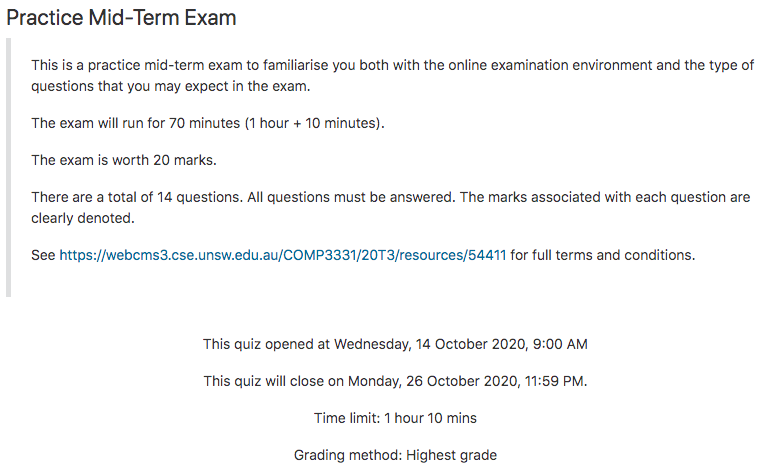 Practice Mid-Term Exam
This is a practice mid-term exam to familiarise you both with the online examination environment and the type of
questions that you may expect in the exam.
The exam will run for 70 minutes (1 hour + 10 minutes).
The exam is worth 20 marks.
There are a total of 14 questions. All questions must be answered. The marks associated with each question are
clearly denoted.
See https://webcms3.cse.unsw.edu.au/COMP3331/20T3/resources/54411 for full terms and conditions.
This quiz opened at Wednesday, 14 October 2020, 9:00 AM
This quiz will close on Monday, 26 October 2020, 11:59 PM.
Time limit: 1 hour 10 mins
Grading method: Highest grade